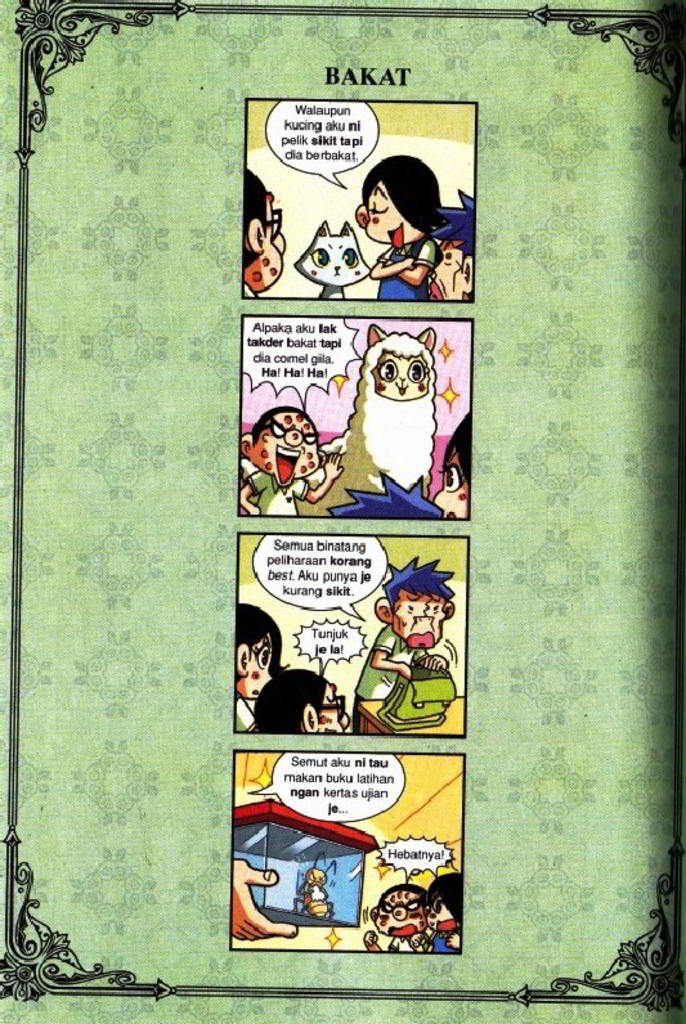 BAKAT
Walaupun
kucing aku ni
pelik sikit tapi
dia berbakat.
Alpaka aku lak
takder bakat tapi
dia comel giila.
Ha! Ha! Ha!
Semua binatang
peliharaan korang
best. Aku punya je
kurang sikit.
Tunjuk
je la!
Semut aku ni tau
makan buku latihan
ngan kertas ujian
je...
Hebatnya!